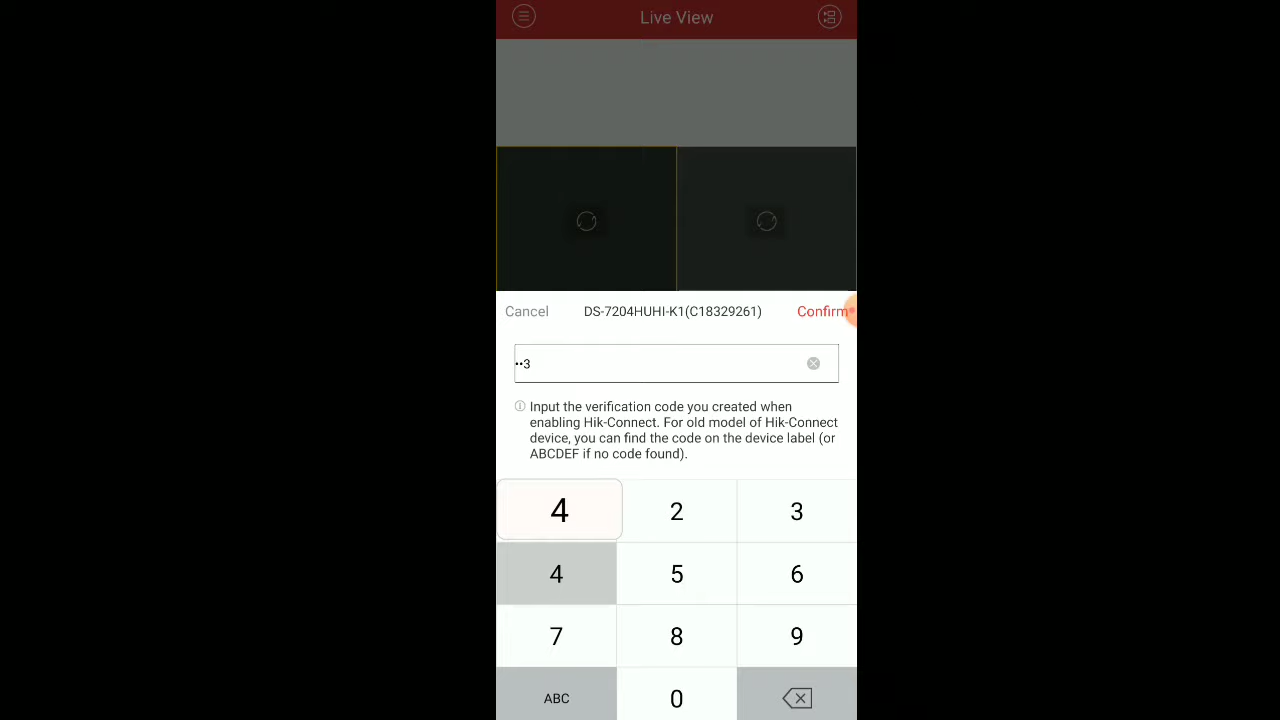 Live View
Cancel DS-7204HUHI-K1(C18329261) Confirm
••3
Input the verification code you created when
enabling Hik-Connect. For old model of Hik-Connect
device, you can find the code on the device label (or
ABCDEF if no code found).
4 2 3
4 5 6
7 8 9
ABC 0